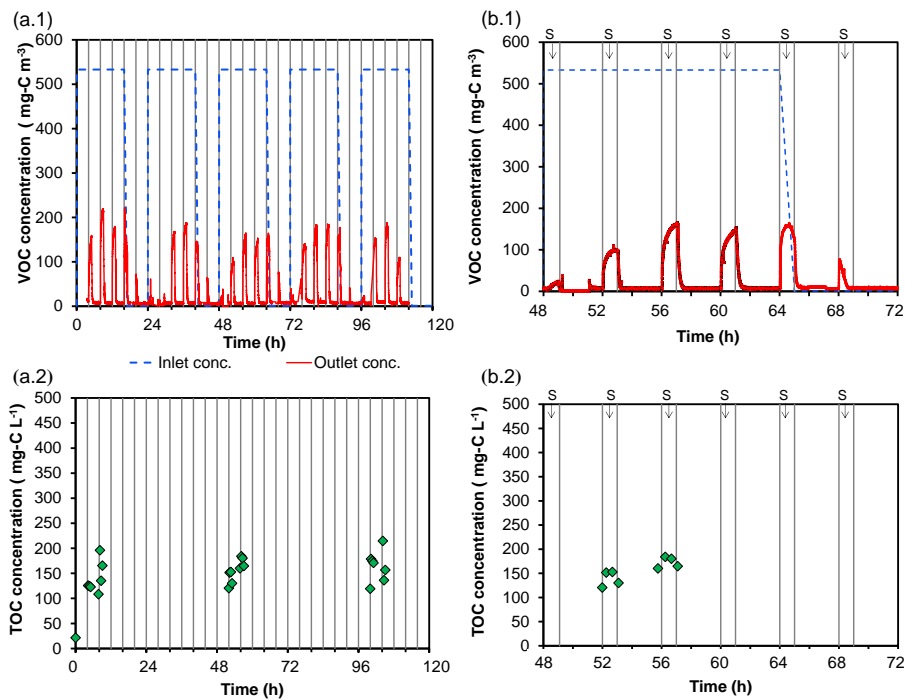 (a.1)
(b.1)
S S S S S S
600
500
400
300
200
100
0
VOC concentration ( mg-C m-3)
0 24 48 72 96 120
Time (h)
600
500
400
300
200
100
0
VOC concentration ( mg-C m-3)
48 52 56 60 64 68 72
Time (h)
Inlet conc. Outlet conc.
(a.2)
(b.2)
S S S S S S
500
450
400
350
300
250
200
150
100
50
0
TOC concentration ( mg-C L-1)
0 24 48 72 96 120
Time (h)
500
450
400
350
300
250
200
150
100
50
0
TOC concentration ( mg-C L-1)
48 52 56 60 64 68 72
Time (h)